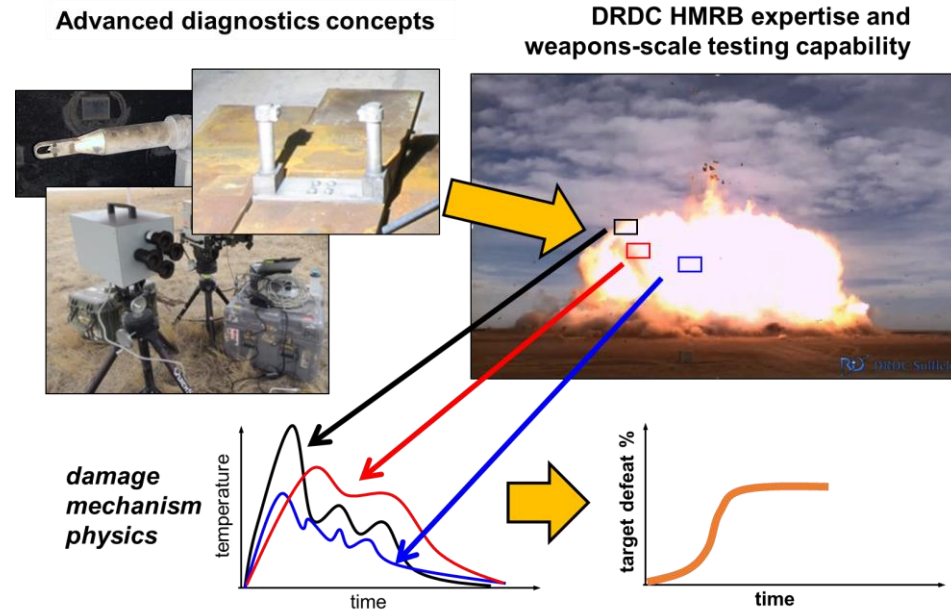 Advanced diagnostics concepts
DRDC HMRB expertise and
weapons-scale testing capability
DRDC Suffield
damage
mechanism
physics
temperature
time
target defeat %
time